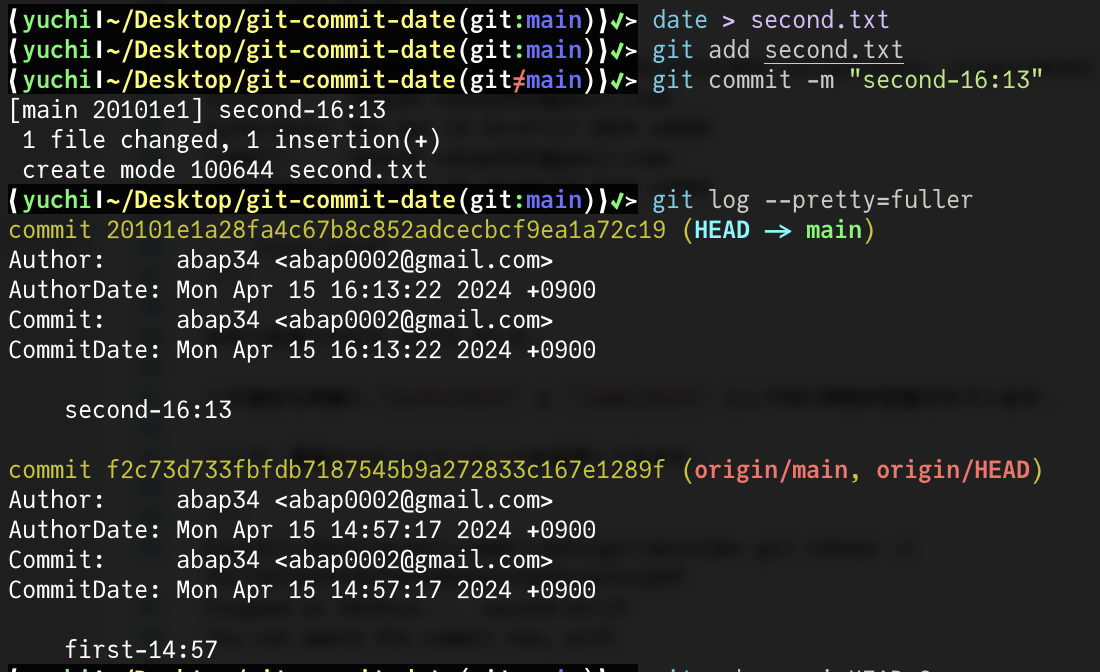 (yuchi|~/Desktop/git-commit-date(git:main))✓> date > second.txt
(yuchi|~/Desktop/git-commit-date(git:main))✓> git add second.txt
(yuchi|~/Desktop/git-commit-date(git≠main))✓> git commit -m "second-16:13"
[main 20101e1] second-16:13
 1 file changed, 1 insertion(+)
 create mode 100644 second.txt
(yuchi|~/Desktop/git-commit-date(git:main))✓> git log --pretty=fuller
commit 20101e1a28fa4c67b8c852adcecbcf9ea1a72c19 (HEAD -> main)
Author:     abap34 <abap0002@gmail.com>
AuthorDate: Mon Apr 15 16:13:22 2024 +0900
Commit:     abap34 <abap0002@gmail.com>
CommitDate: Mon Apr 15 16:13:22 2024 +0900
    second-16:13
commit f2c73d733fbfdb7187545b9a272833c167e1289f (origin/main, origin/HEAD)
Author:     abap34 <abap0002@gmail.com>
AuthorDate: Mon Apr 15 14:57:17 2024 +0900
Commit:     abap34 <abap0002@gmail.com>
CommitDate: Mon Apr 15 14:57:17 2024 +0900
    first-14:57